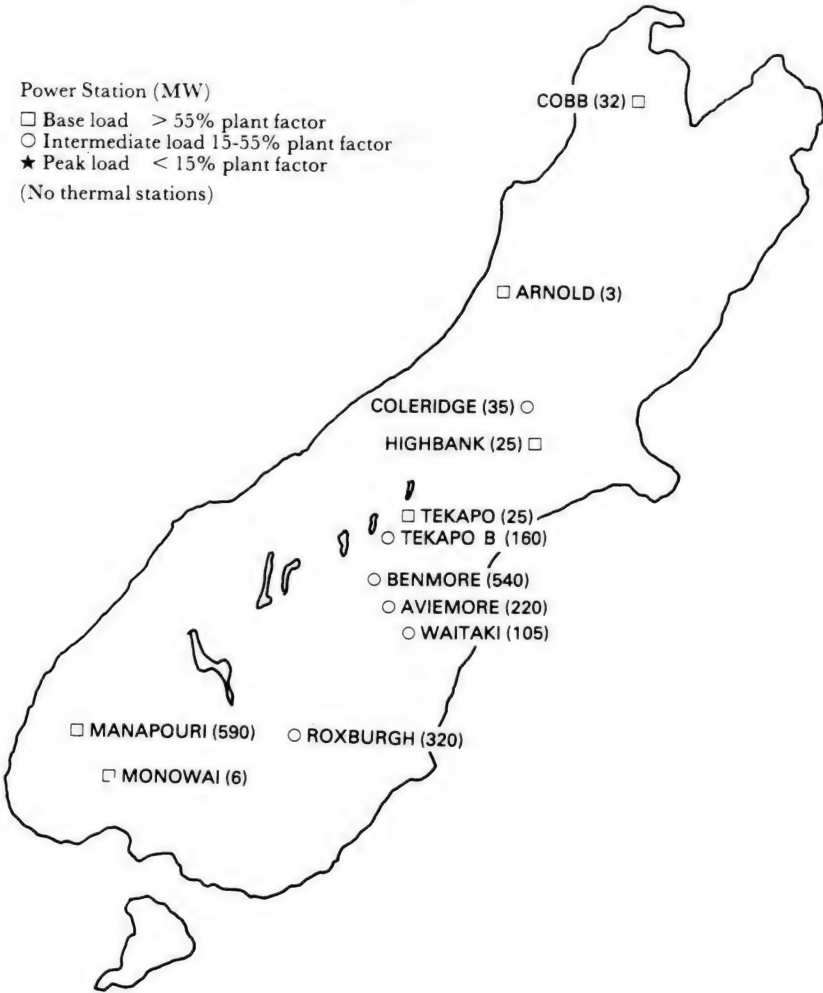 Power Station (MW)
□ Base load > 55% plant factor
○ Intermediate load 15-55% plant factor
★ Peak load < 15% plant factor
(No thermal stations)
COBB (32) □
□ ARNOLD (3)
COLERIDGE (35) ○
HIGHBANK (25) □
□ TEKAPO (25)
○ TEKAPO B (160)
○ BENMORE (540)
○ AVIEMORE (220)
○ WAITAKI (105)
□ MANAPOURI (590)
○ ROXBURGH (320)
□ MONOWAI (6)